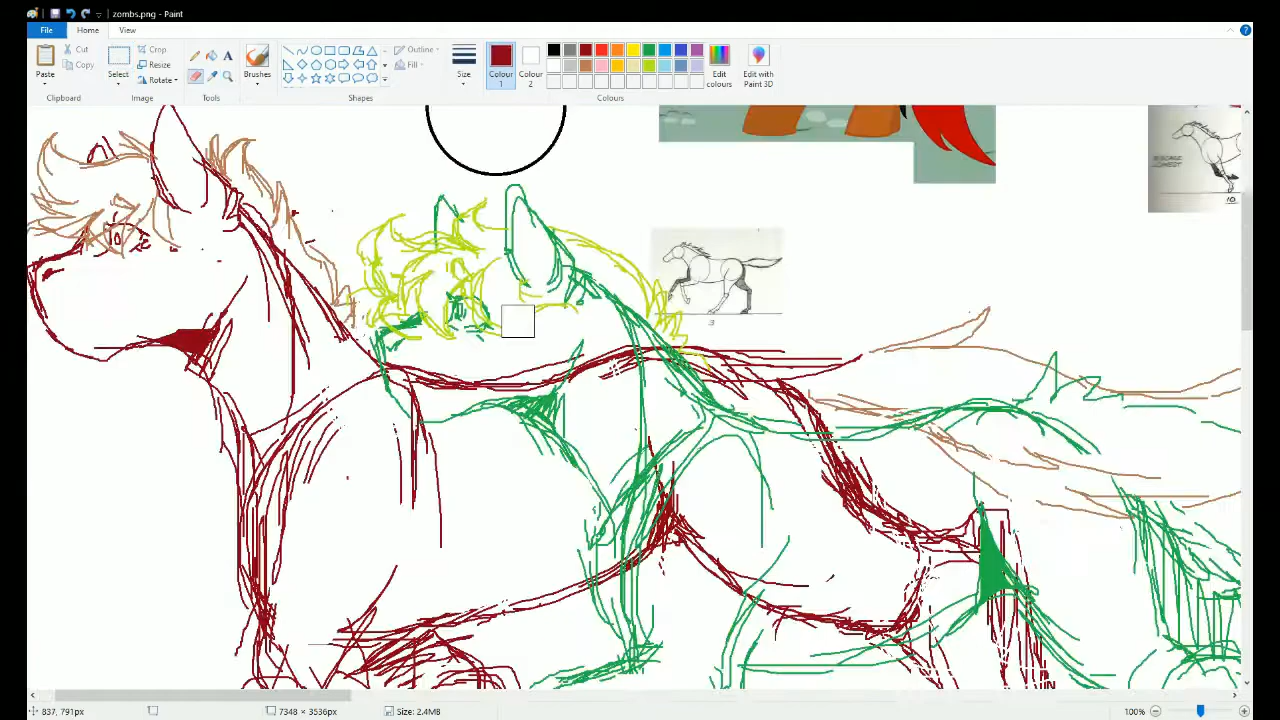 zombs.png - Paint
File
Home
View
Paste
Cut
Copy
Clipboard
Select
Crop
Resize
Rotate
Image
Tools
Brushes
Outline
Fill
Shapes
Size
Colour
1
Colour
2
Edit
colours
Edit with
Paint 3D
Colours
10
3
837, 791px
7348 × 3536px
Size: 2.4MB
100%